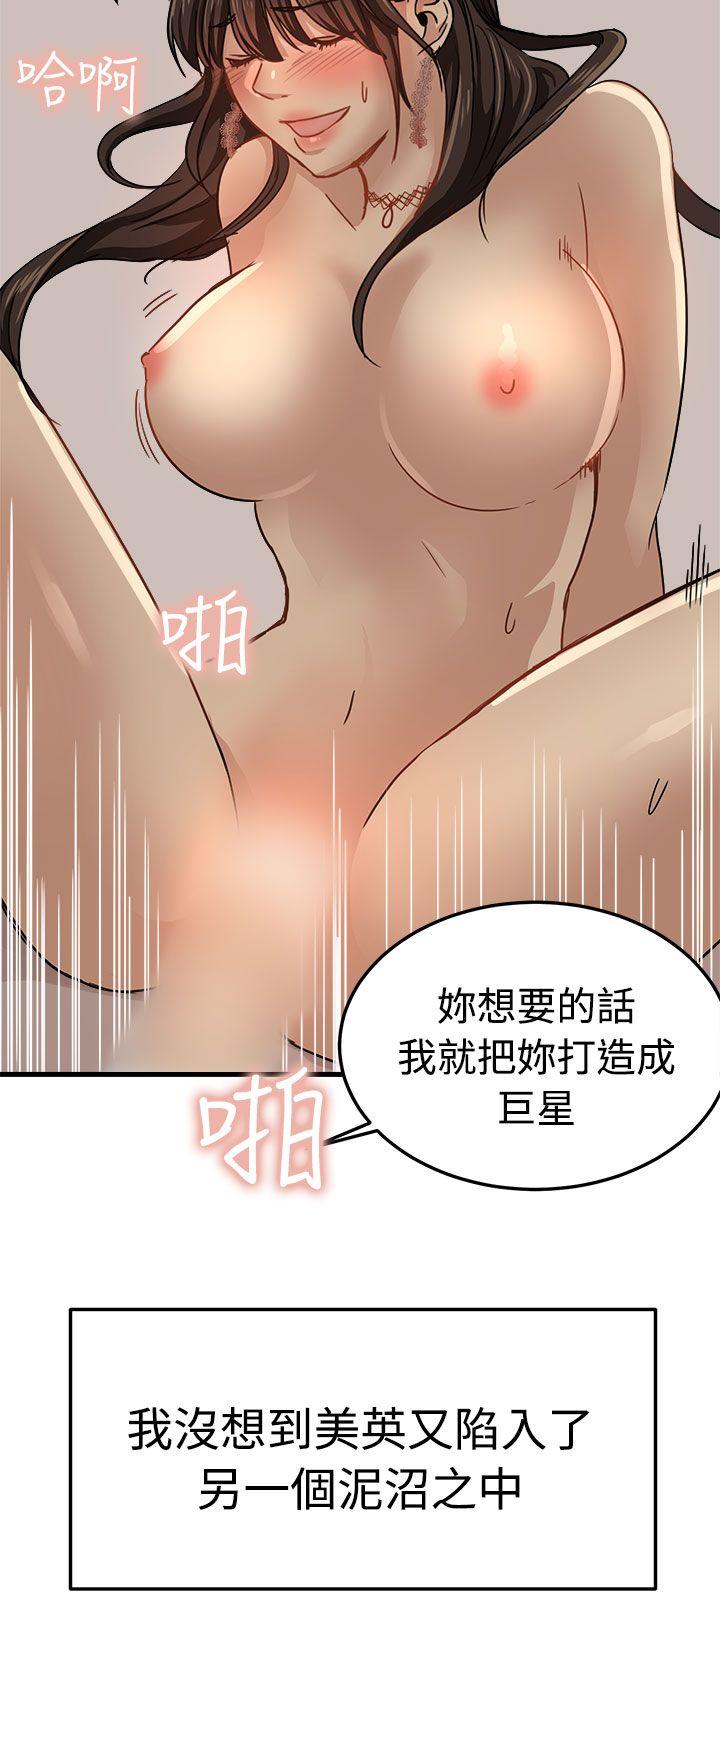 哈啊
啪
妳想要的話
我就把妳打造成
巨星
啪
我沒想到美英又陷入了
另一個泥沼之中